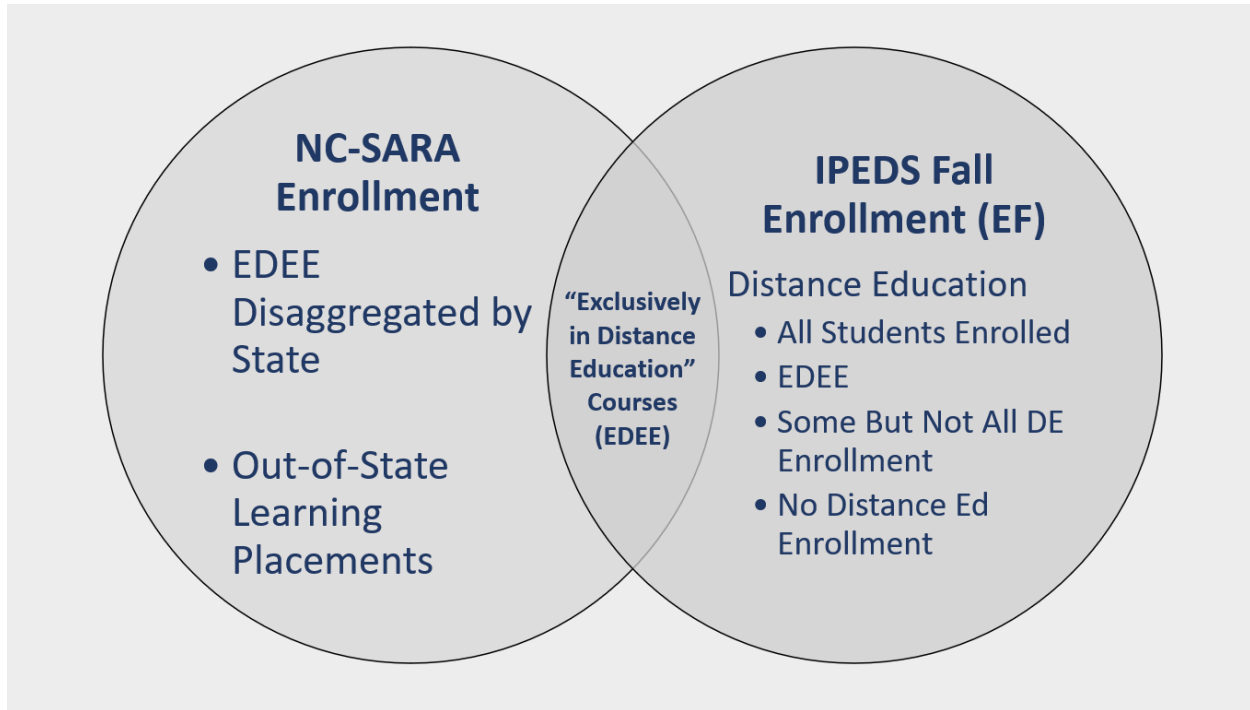 NC-SARA
Enrollment
• EDEE
Disaggregated by
State
• Out-of-State
Learning
Placements
“Exclusively
in Distance
Education”
Courses
(EDEE)
IPEDS Fall
Enrollment (EF)
Distance Education
• All Students Enrolled
• EDEE
• Some But Not All DE
Enrollment
• No Distance Ed
Enrollment